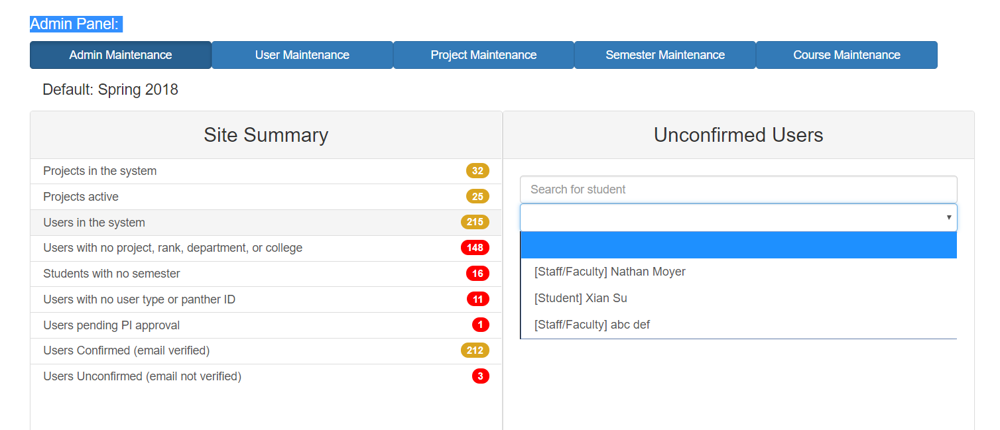 Admin Panel:
Admin Maintenance User Maintenance Project Maintenance Semester Maintenance Course Maintenance
Default: Spring 2018
Site Summary
Projects in the system 32
Projects active 25
Users in the system 215
Users with no project, rank, department, or college 148
Students with no semester 16
Users with no user type or panther ID 11
Users pending PI approval 1
Users Confirmed (email verified) 212
Users Unconfirmed (email not verified) 3
Unconfirmed Users
Search for student
[Staff/Faculty] Nathan Moyer
[Student] Xian Su
[Staff/Faculty] abc def